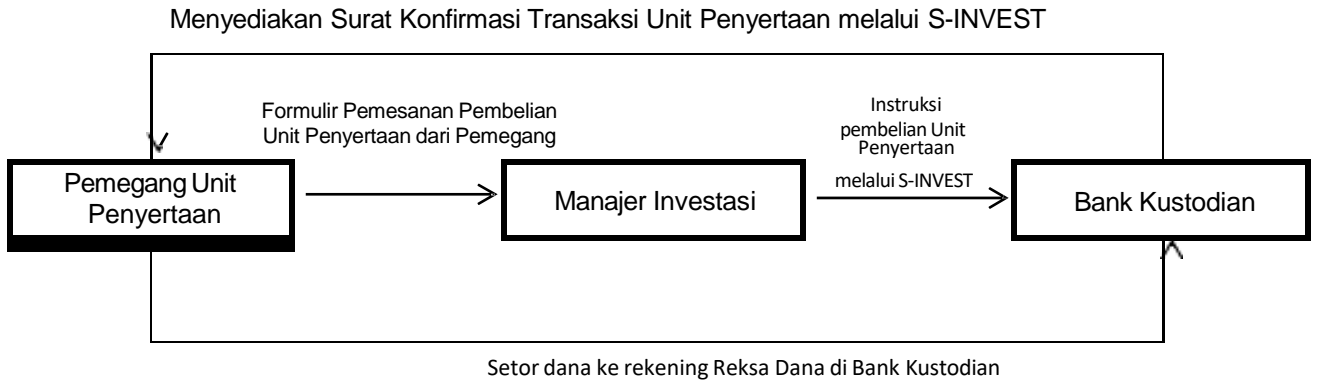 Menyediakan Surat Konfirmasi Transaksi Unit Penyertaan melalui S-INVEST
Formulir Pemesanan Pembelian
Unit Penyertaan dari Pemegang
Instruksi
pembelian Unit
Penyertaan
melalui S-INVEST
Pemegang Unit
Penyertaan
Manajer Investasi
Bank Kustodian
Setor dana ke rekening Reksa Dana di Bank Kustodian